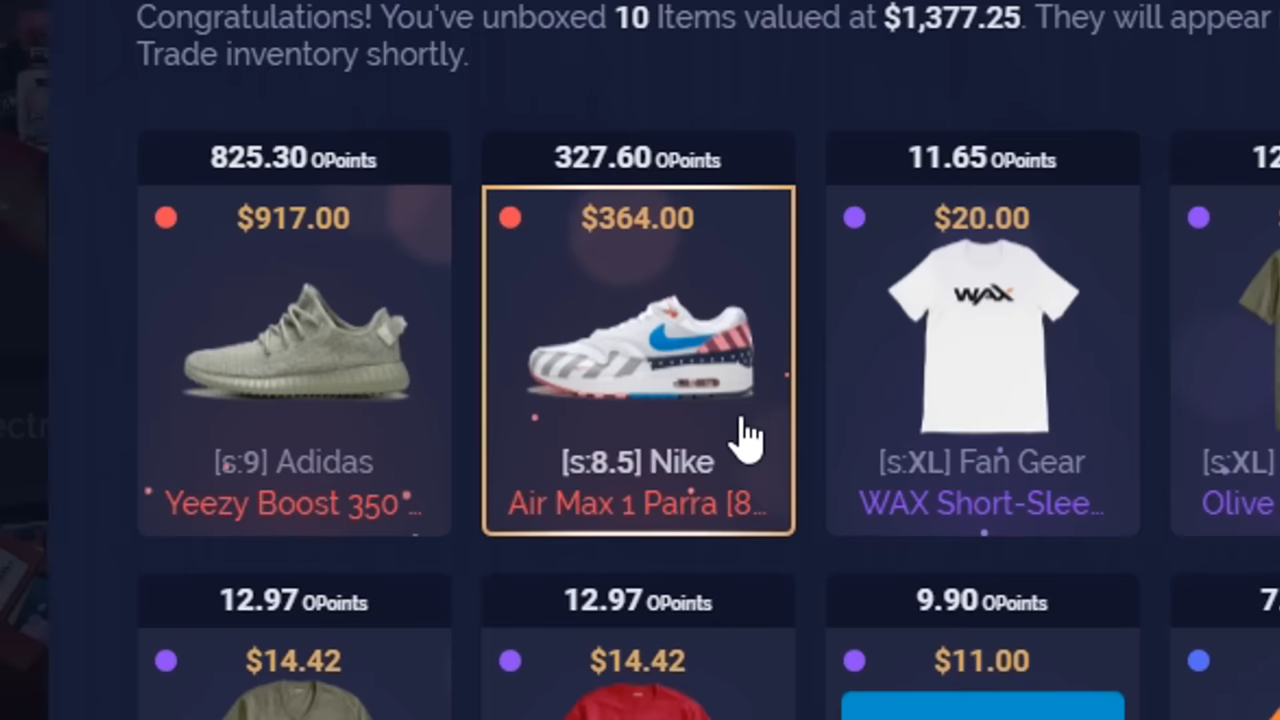 Congratulations! You've unboxed 10 Items valued at $1,377.25. They will appear
Trade inventory shortly.
825.30 OPoints
327.60 OPoints
11.65 OPoints
12
$917.00
$364.00
$20.00
WAX
[s:9] Adidas
[s:8.5] Nike
[s:XL] Fan Gear
[s:XL]
Yeezy Boost 350 "...
Air Max 1 Parra [8...
WAX Short-Slee...
Olive
12.97 OPoints
12.97 OPoints
9.90 OPoints
7
$14.42
$14.42
$11.00